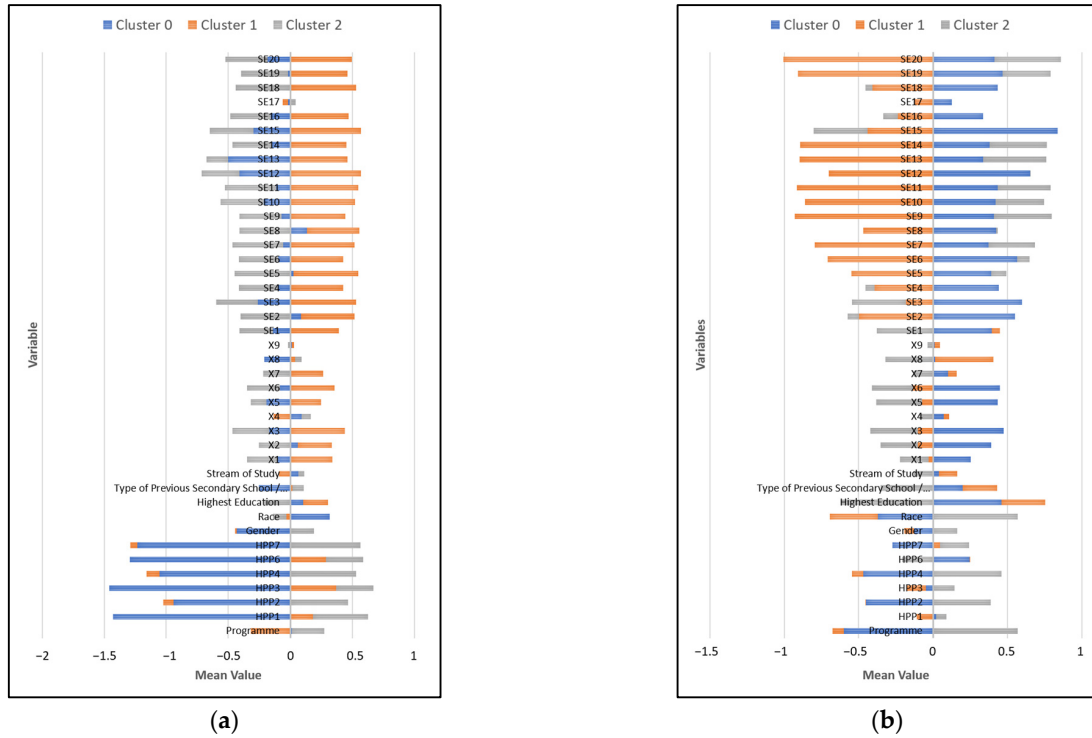 Cluster 0 Cluster 1 Cluster 2
SE20
SE19
SE18
SE17
SE16
SE15
SE14
SE13
SE12
SE11
SE10
SE9
SE8
SE7
SE6
SE5
SE4
SE3
SE2
SE1
X9
X8
X7
X6
X5
X4
X3
X2
X1
Stream of Study
Type of Previous Secondary School /...
Highest Education
Race
Gender
HPP7
HPP6
HPP4
HPP3
HPP2
HPP1
Programme
Variable
−2 −1.5 −1 −0.5 0 0.5 1
Mean Value
(a)
Cluster 0 Cluster 1 Cluster 2
SE20
SE19
SE18
SE17
SE16
SE15
SE14
SE13
SE12
SE11
SE10
SE9
SE8
SE7
SE6
SE5
SE4
SE3
SE2
SE1
X9
X8
X7
X6
X5
X4
X3
X2
X1
Stream of Study
Type of Previous Secondary School /...
Highest Education
Race
Gender
HPP7
HPP6
HPP4
HPP3
HPP2
HPP1
Programme
Variables
−1.5 −1 −0.5 0 0.5 1
Mean Value
(b)